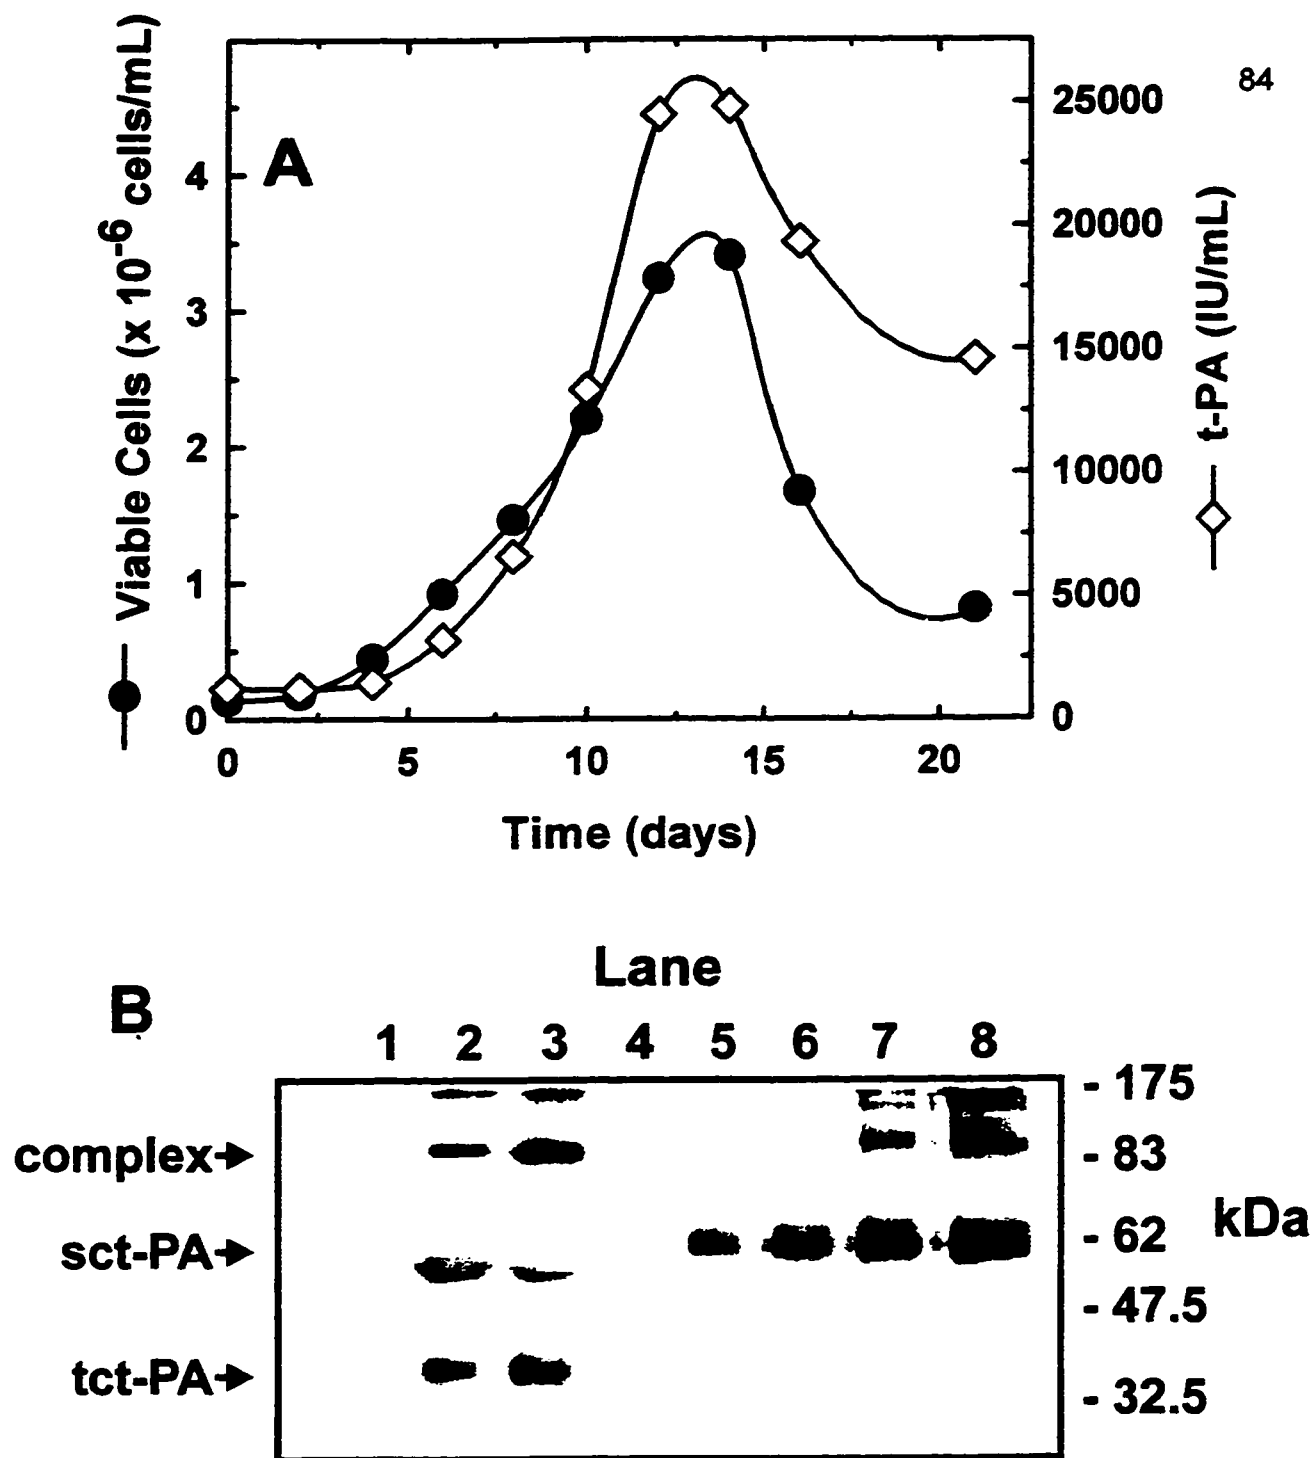 84
A
Viable Cells (x 10⁻⁶ cells/mL)
4
3
2
1
0
25000
20000
15000
10000
5000
0
t-PA (IU/mL)
0 5 10 15 20
Time (days)
B
Lane
1 2 3 4 5 6 7 8
complex
sct-PA
tct-PA
- 175
- 83
- 62
- 47.5
- 32.5
kDa